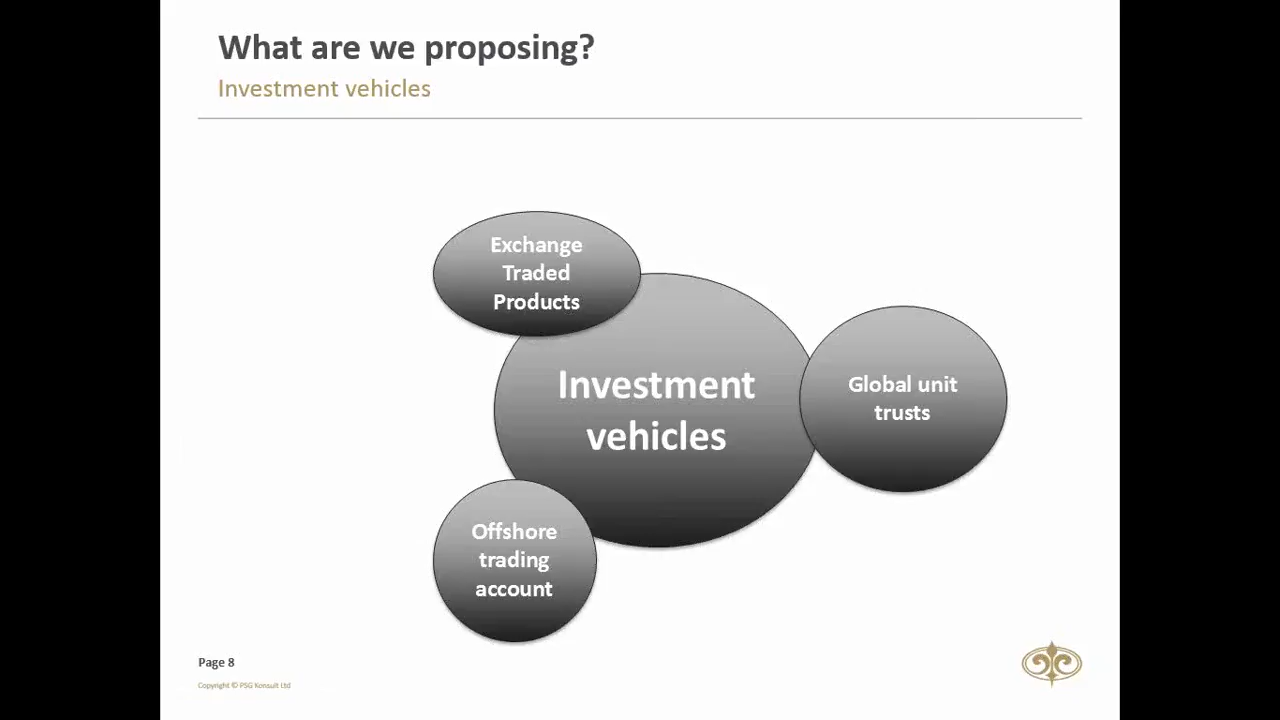 What are we proposing?
Investment vehicles
Exchange
Traded
Products
Investment
vehicles
Global unit
trusts
Offshore
trading
account
Page 8
Copyright © PSG Konsult Ltd